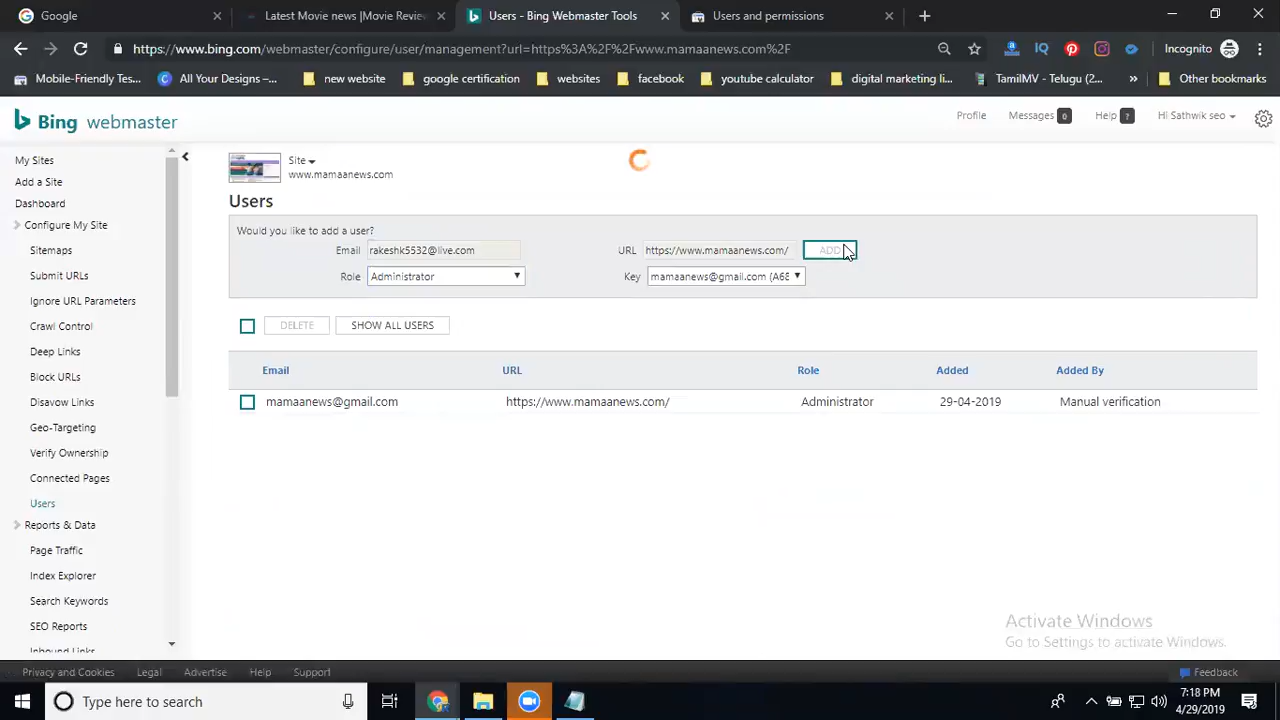 Google
Latest Movie news |Movie Review
Users - Bing Webmaster Tools
Users and permissions
https://www.bing.com/webmaster/configure/user/management?url=https%3A%2F%2Fwww.mamaanews.com%2F
IQ
Incognito
Mobile-Friendly Tes...
All Your Designs –...
new website
google certification
websites
facebook
youtube calculator
digital marketing li...
TamilMV - Telugu (2...
»
Other bookmarks
Bing webmaster
Profile
Messages 0
Help ?
Hi Sathwik seo
My Sites
Add a Site
Dashboard
Configure My Site
Sitemaps
Submit URLs
Ignore URL Parameters
Crawl Control
Deep Links
Block URLs
Disavow Links
Geo-Targeting
Verify Ownership
Connected Pages
Users
Reports & Data
Page Traffic
Index Explorer
Search Keywords
SEO Reports
Inbound Links
Site
www.mamaanews.com
Users
Would you like to add a user?
Email rakeshk5532@live.com URL https://www.mamaanews.com/ ADD
Role Administrator Key mamaanews@gmail.com (A68
DELETE SHOW ALL USERS
Email URL Role Added Added By
mamaanews@gmail.com https://www.mamaanews.com/ Administrator 29-04-2019 Manual verification
Activate Windows
Go to Settings to activate Windows.
Privacy and Cookies Legal Advertise Help Support Feedback
Type here to search
7:18 PM
4/29/2019